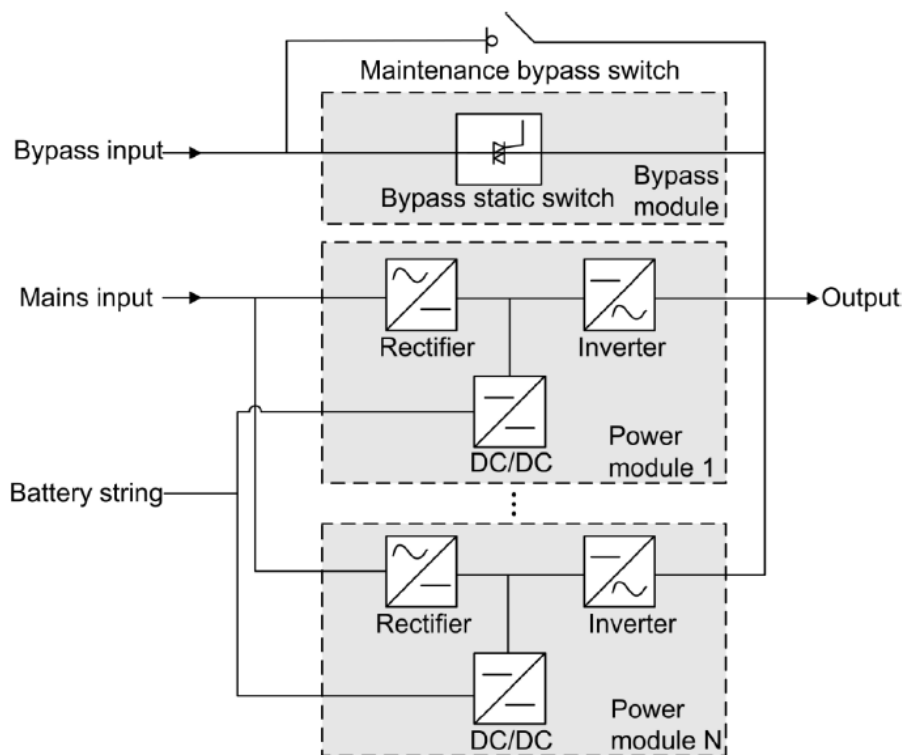 Maintenance bypass switch
Bypass input
Bypass static switch
Bypass
module
Mains input
Output
Rectifier
Inverter
DC/DC
Power
module 1
Battery string
Rectifier
Inverter
DC/DC
Power
module N